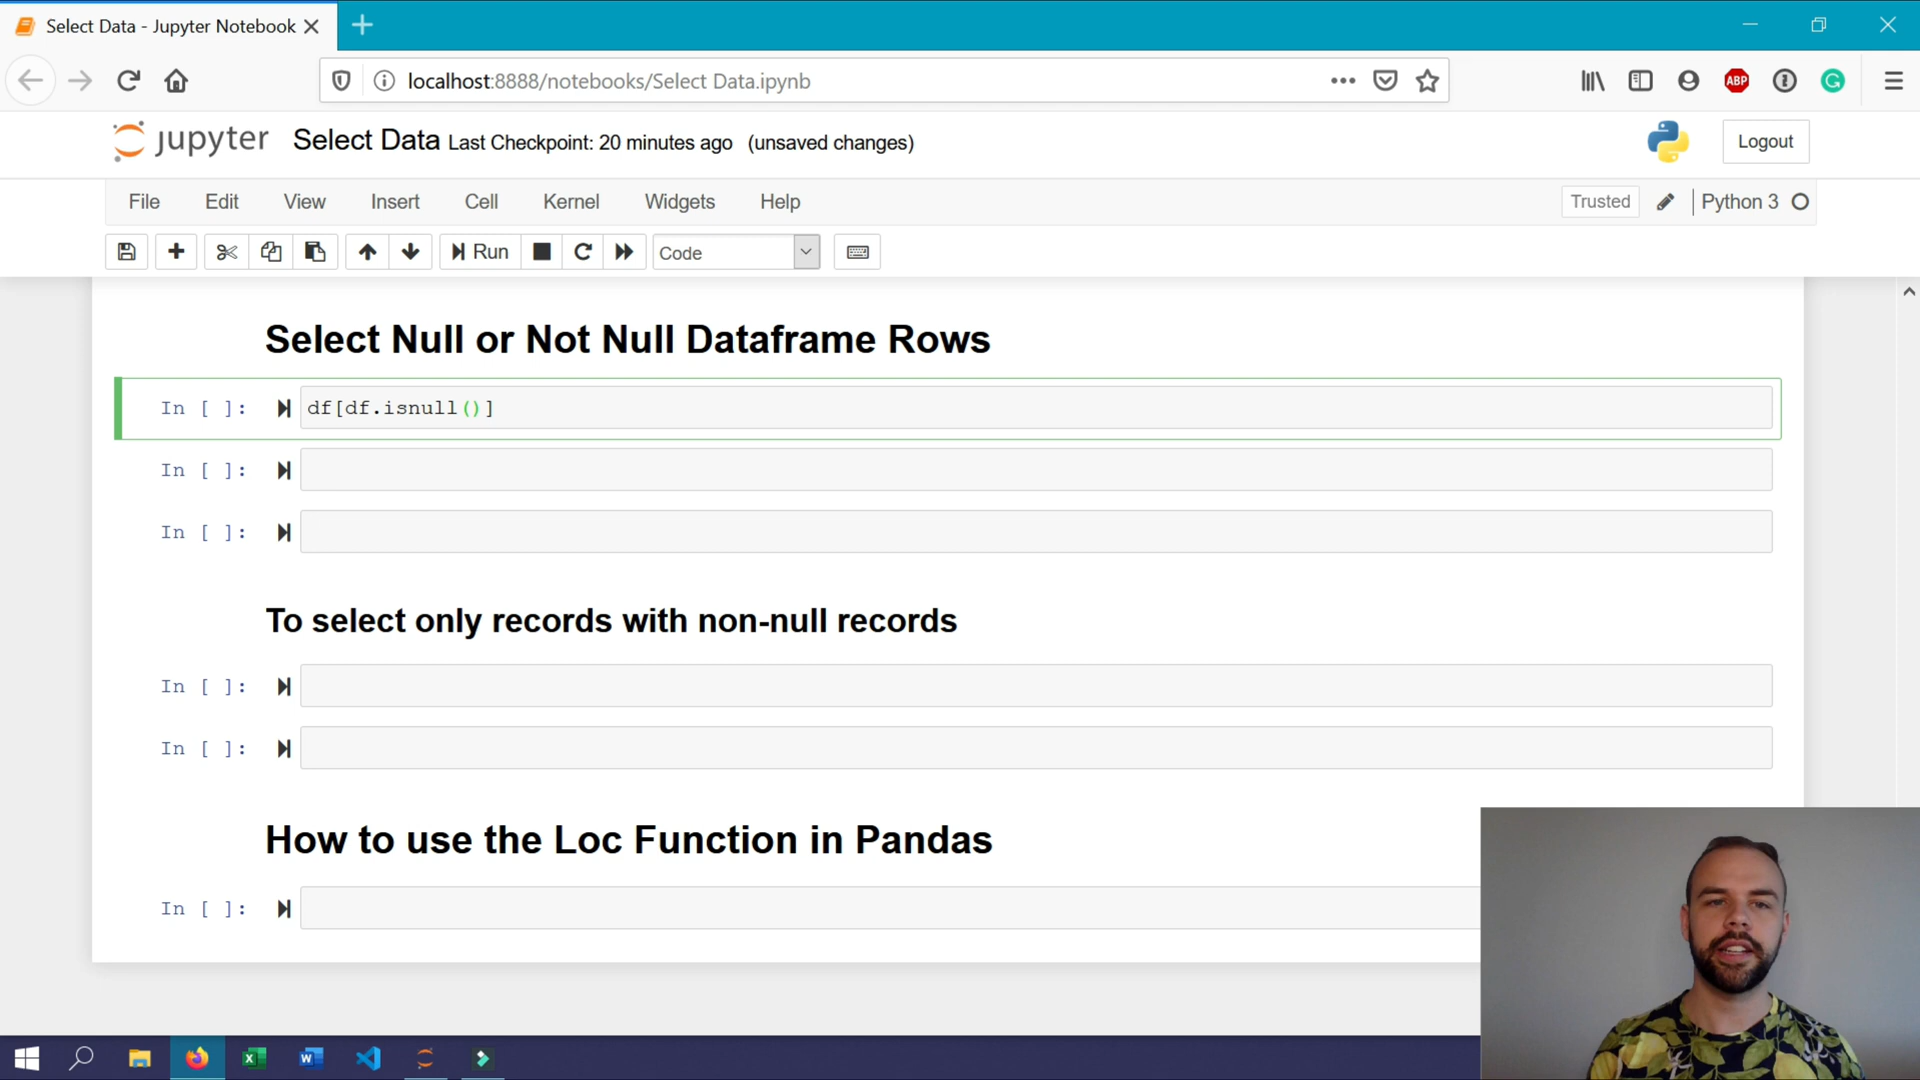 Select Data - Jupyter Notebook
localhost:8888/notebooks/Select Data.ipynb
ABP
jupyter Select Data Last Checkpoint: 20 minutes ago (unsaved changes)
Logout
File Edit View Insert Cell Kernel Widgets Help
Trusted Python 3
Run Code
Select Null or Not Null Dataframe Rows
In [ ]: df[df.isnull()]
In [ ]:
In [ ]:
To select only records with non-null records
In [ ]:
In [ ]:
How to use the Loc Function in Pandas
In [ ]: